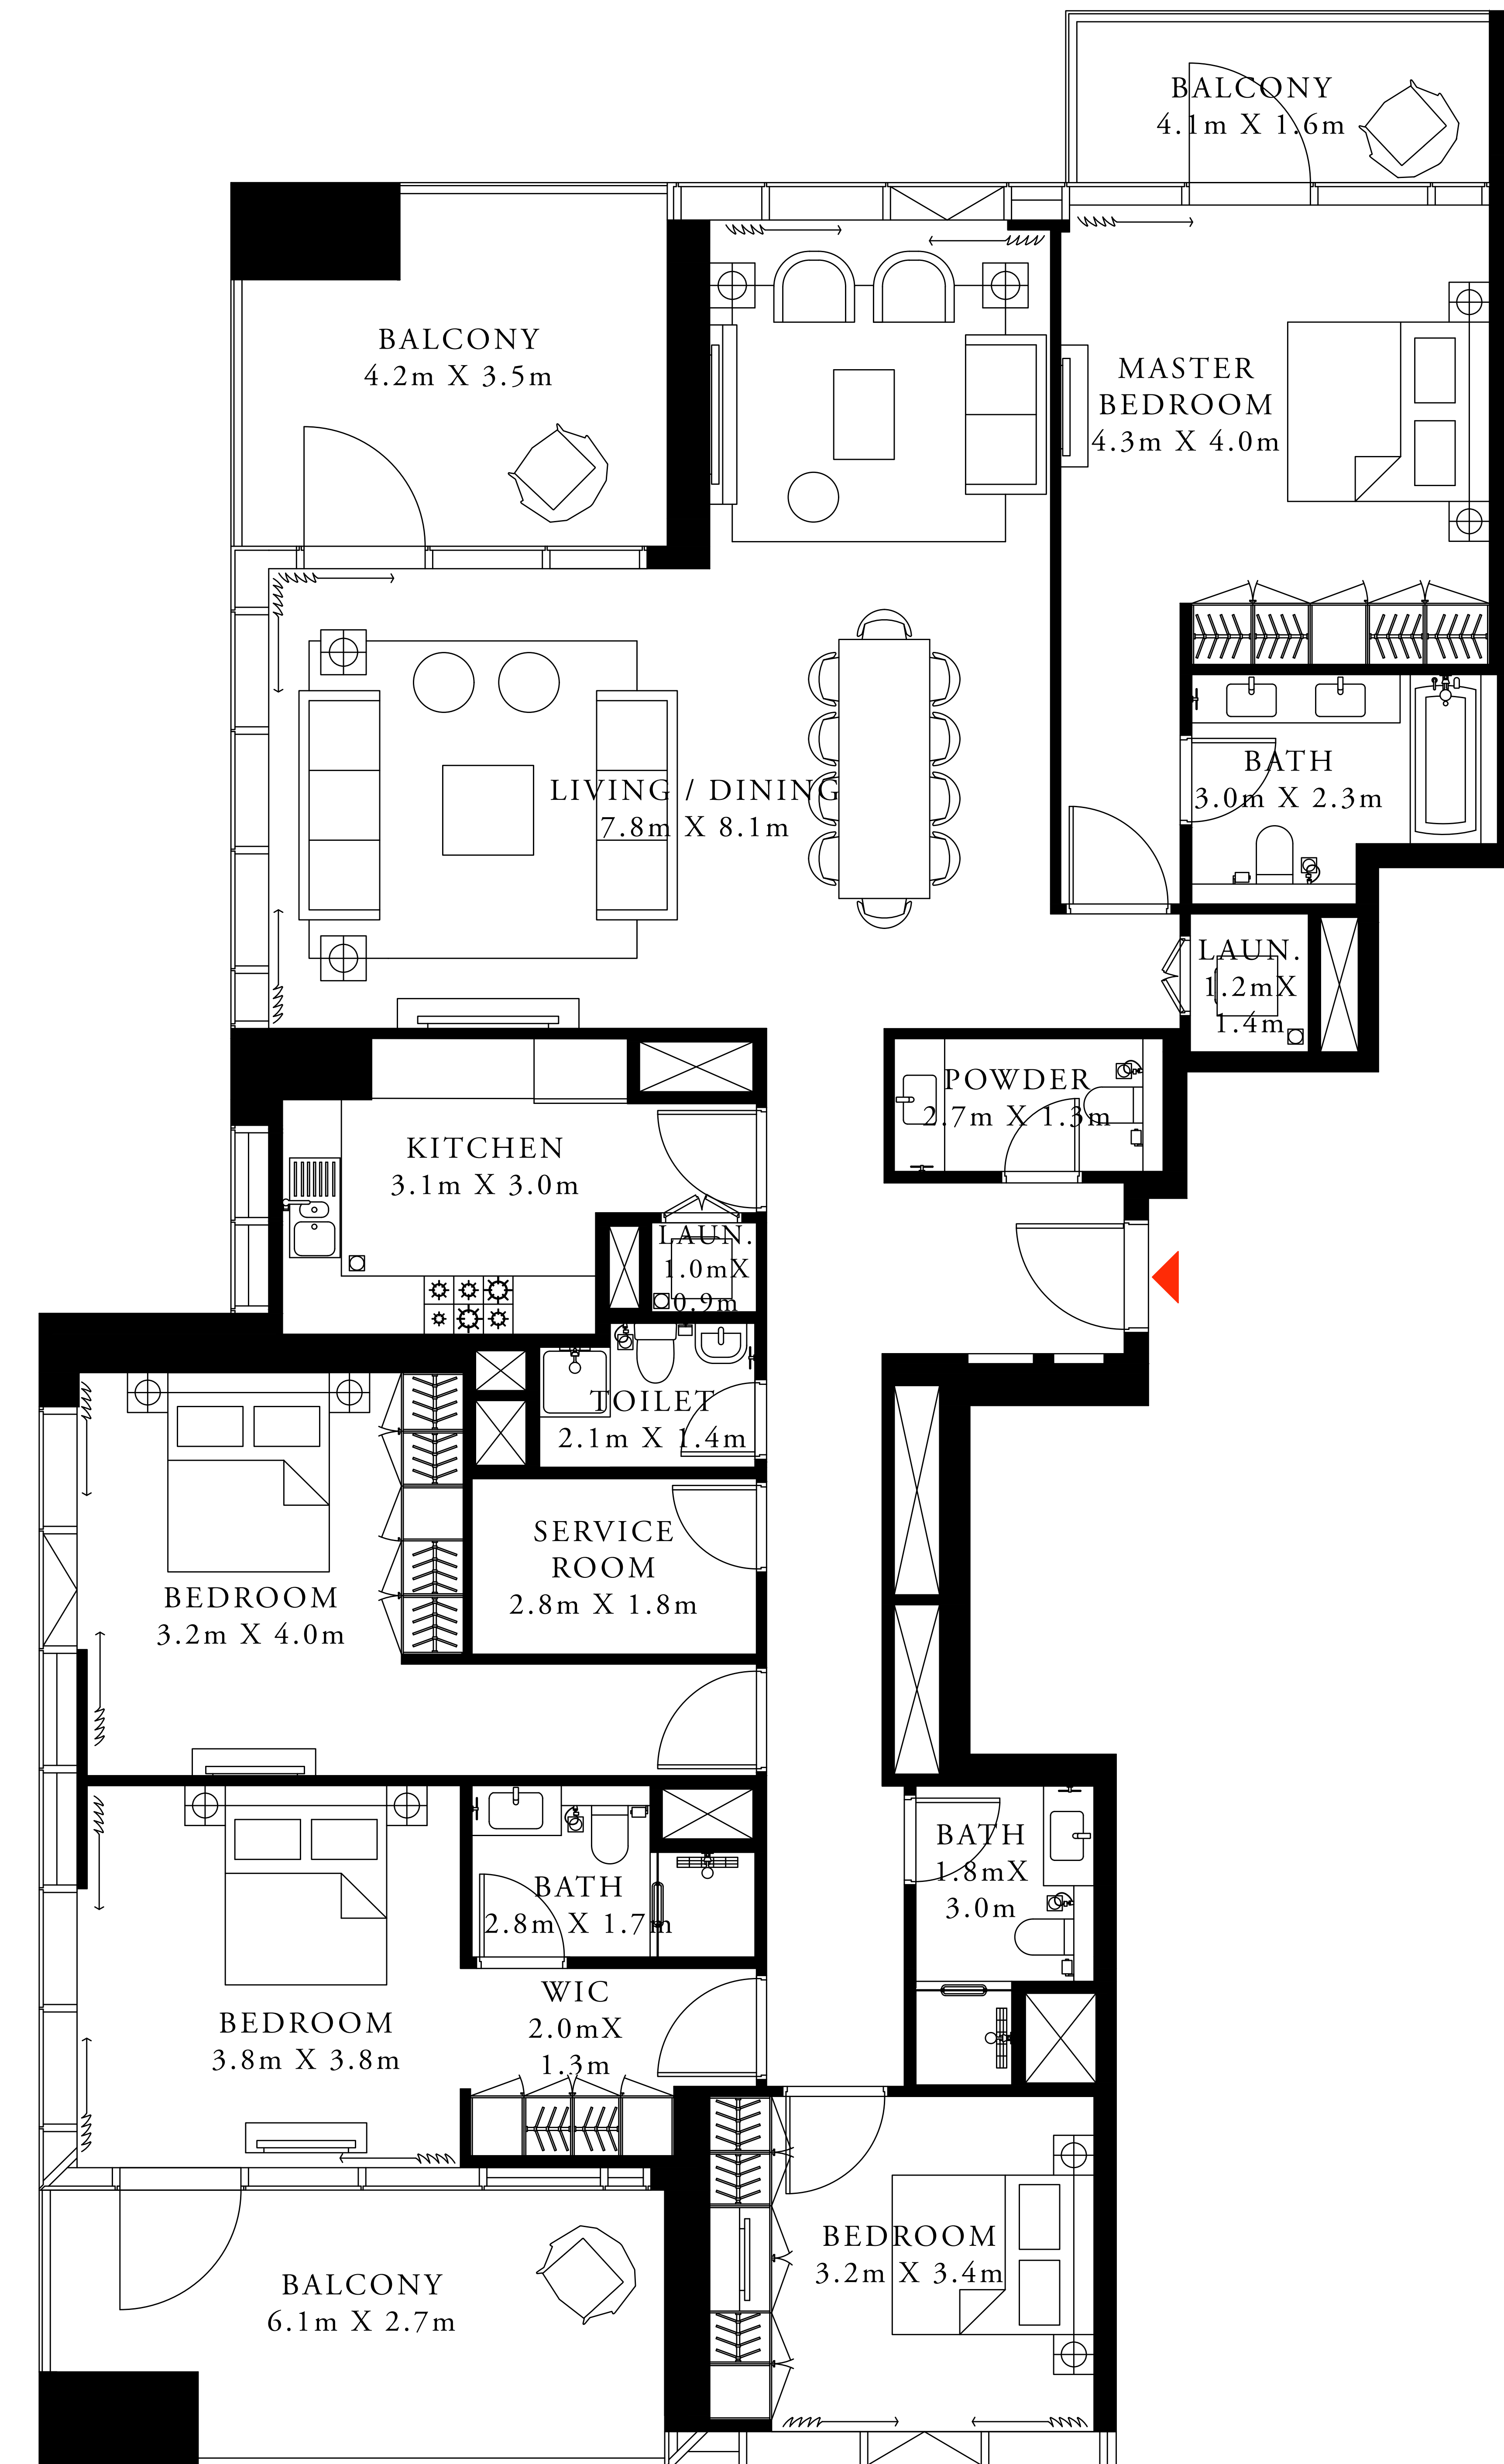 BALCONY
4.1m X 1.6m
BALCONY
4.2m X 3.5m
MASTER
BEDROOM
4.3m X 4.0m
LIVING / DINING
7.8m X 8.1m
BATH
3.0m X 2.3m
LAUN.
1.2mX
1.4m
POWDER
2.7m X 1.3m
KITCHEN
3.1m X 3.0m
LAUN.
1.0mX
0.9m
TOILET
2.1m X 1.4m
SERVICE
ROOM
2.8m X 1.8m
BEDROOM
3.2m X 4.0m
BATH
1.8mX
3.0m
BATH
2.8m X 1.7m
WIC
2.0mX
1.3m
BEDROOM
3.8m X 3.8m
BEDROOM
3.2m X 3.4m
BALCONY
6.1m X 2.7m